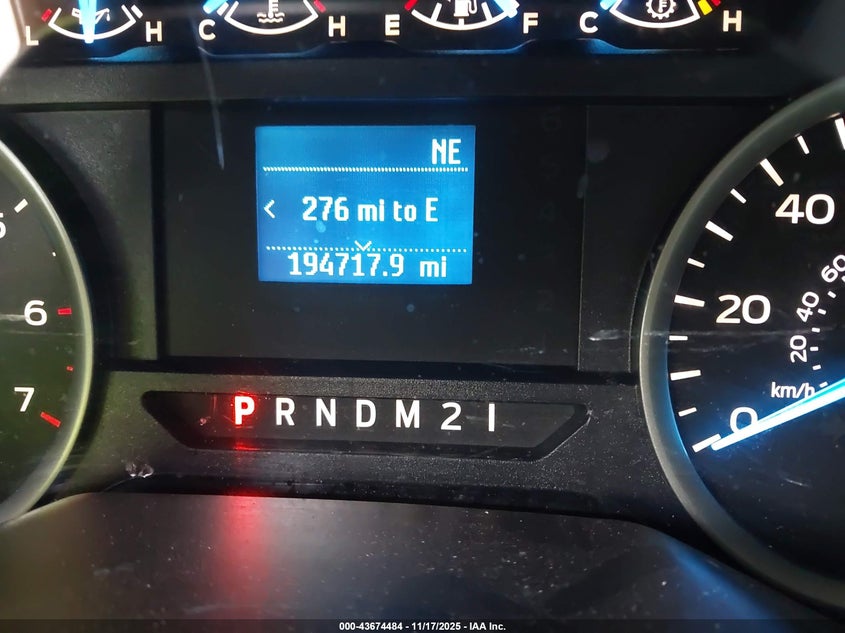 L H C H E F C F H
NE
< 276 mi to E
194717.9 mi
5
6
7
40
20
0
60
40
20
km/h
P R N D M 2 1
000-43674484 - 11/17/2025 - IAA Inc.